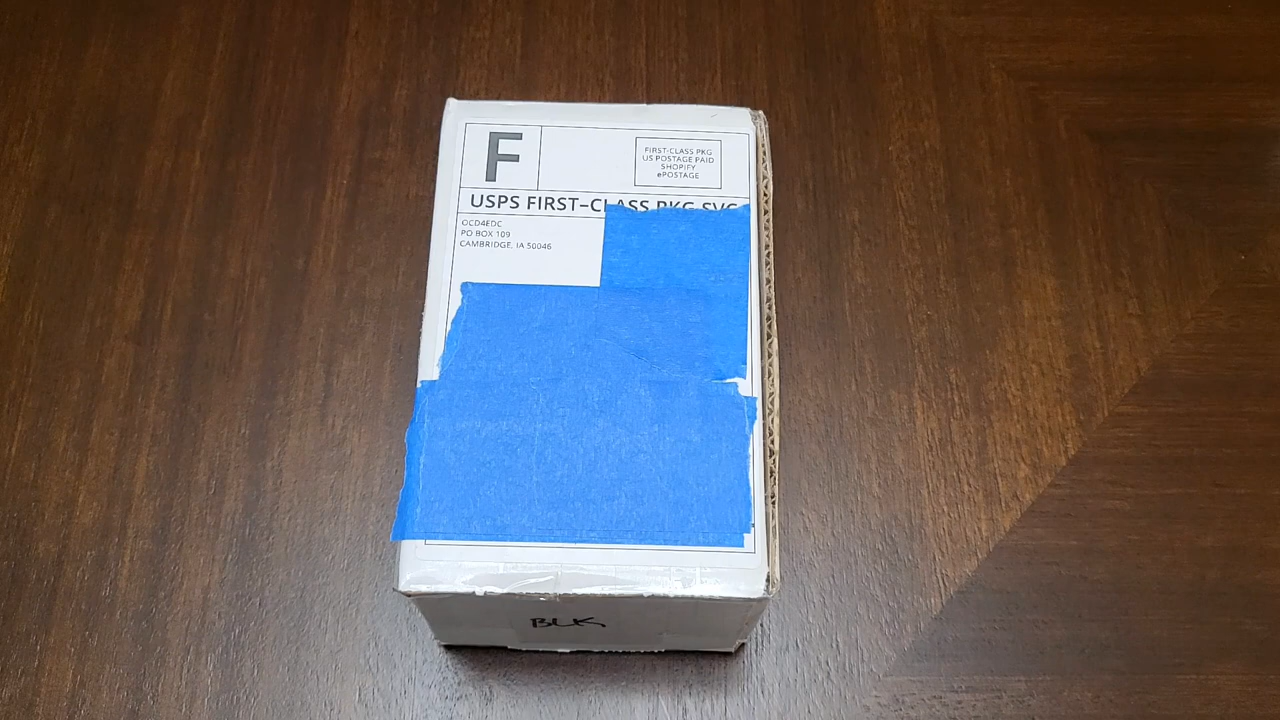 F
FIRST-CLASS PKG
US POSTAGE PAID
SHOPIFY
ePOSTAGE
USPS FIRST-CLASS PKG SVC
OCD4EDC
PO BOX 109
CAMBRIDGE, IA 50046
BLK